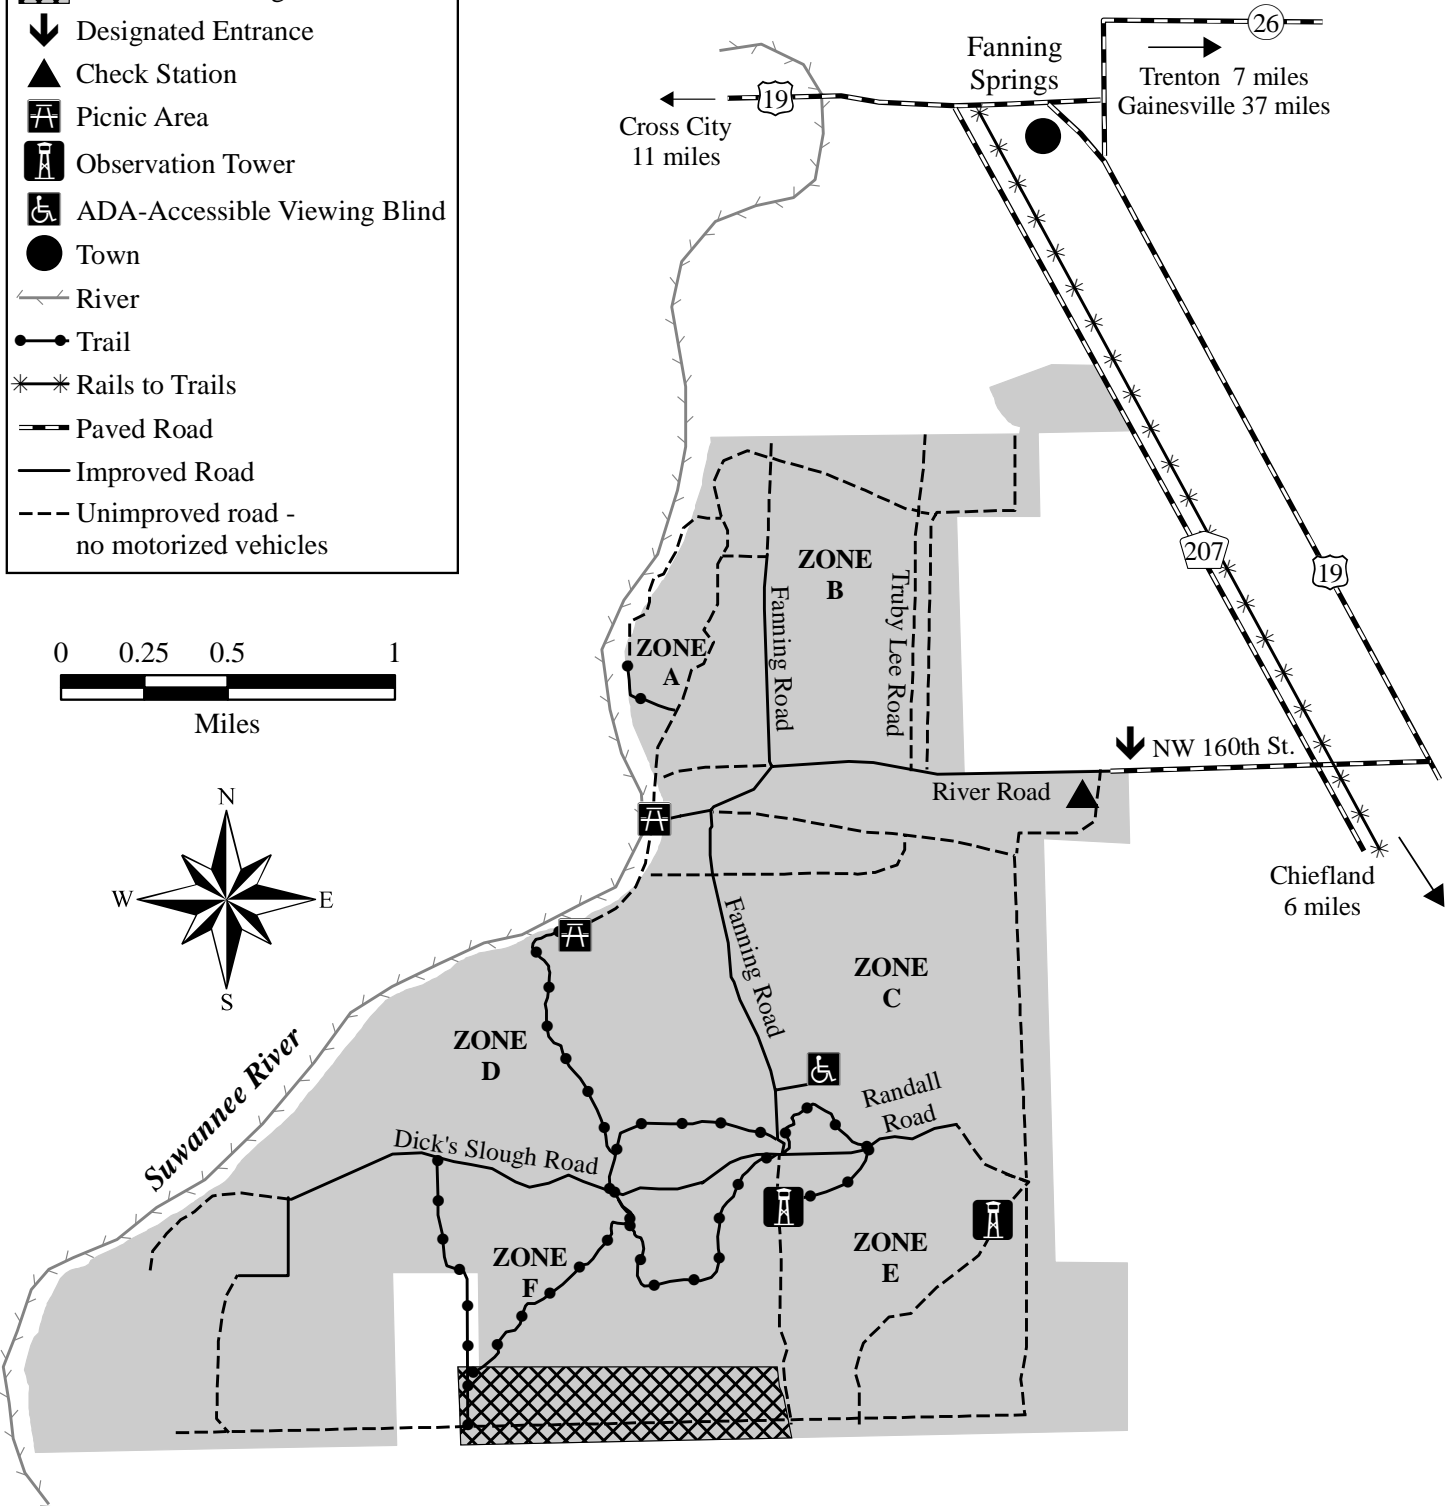 Designated Entrance
Check Station
Picnic Area
Observation Tower
ADA-Accessible Viewing Blind
Town
River
Trail
Rails to Trails
Paved Road
Improved Road
Unimproved road -
no motorized vehicles
0 0.25 0.5 1
Miles
N
W E
S
26
Fanning
Springs
Trenton 7 miles
Gainesville 37 miles
19
Cross City
11 miles
207
19
ZONE
B
Fanning Road
Truby Lee Road
ZONE
A
NW 160th St.
River Road
Chiefland
6 miles
Fanning Road
ZONE
C
ZONE
D
Suwannee River
Randall
Road
Dick's Slough Road
ZONE
F
ZONE
E